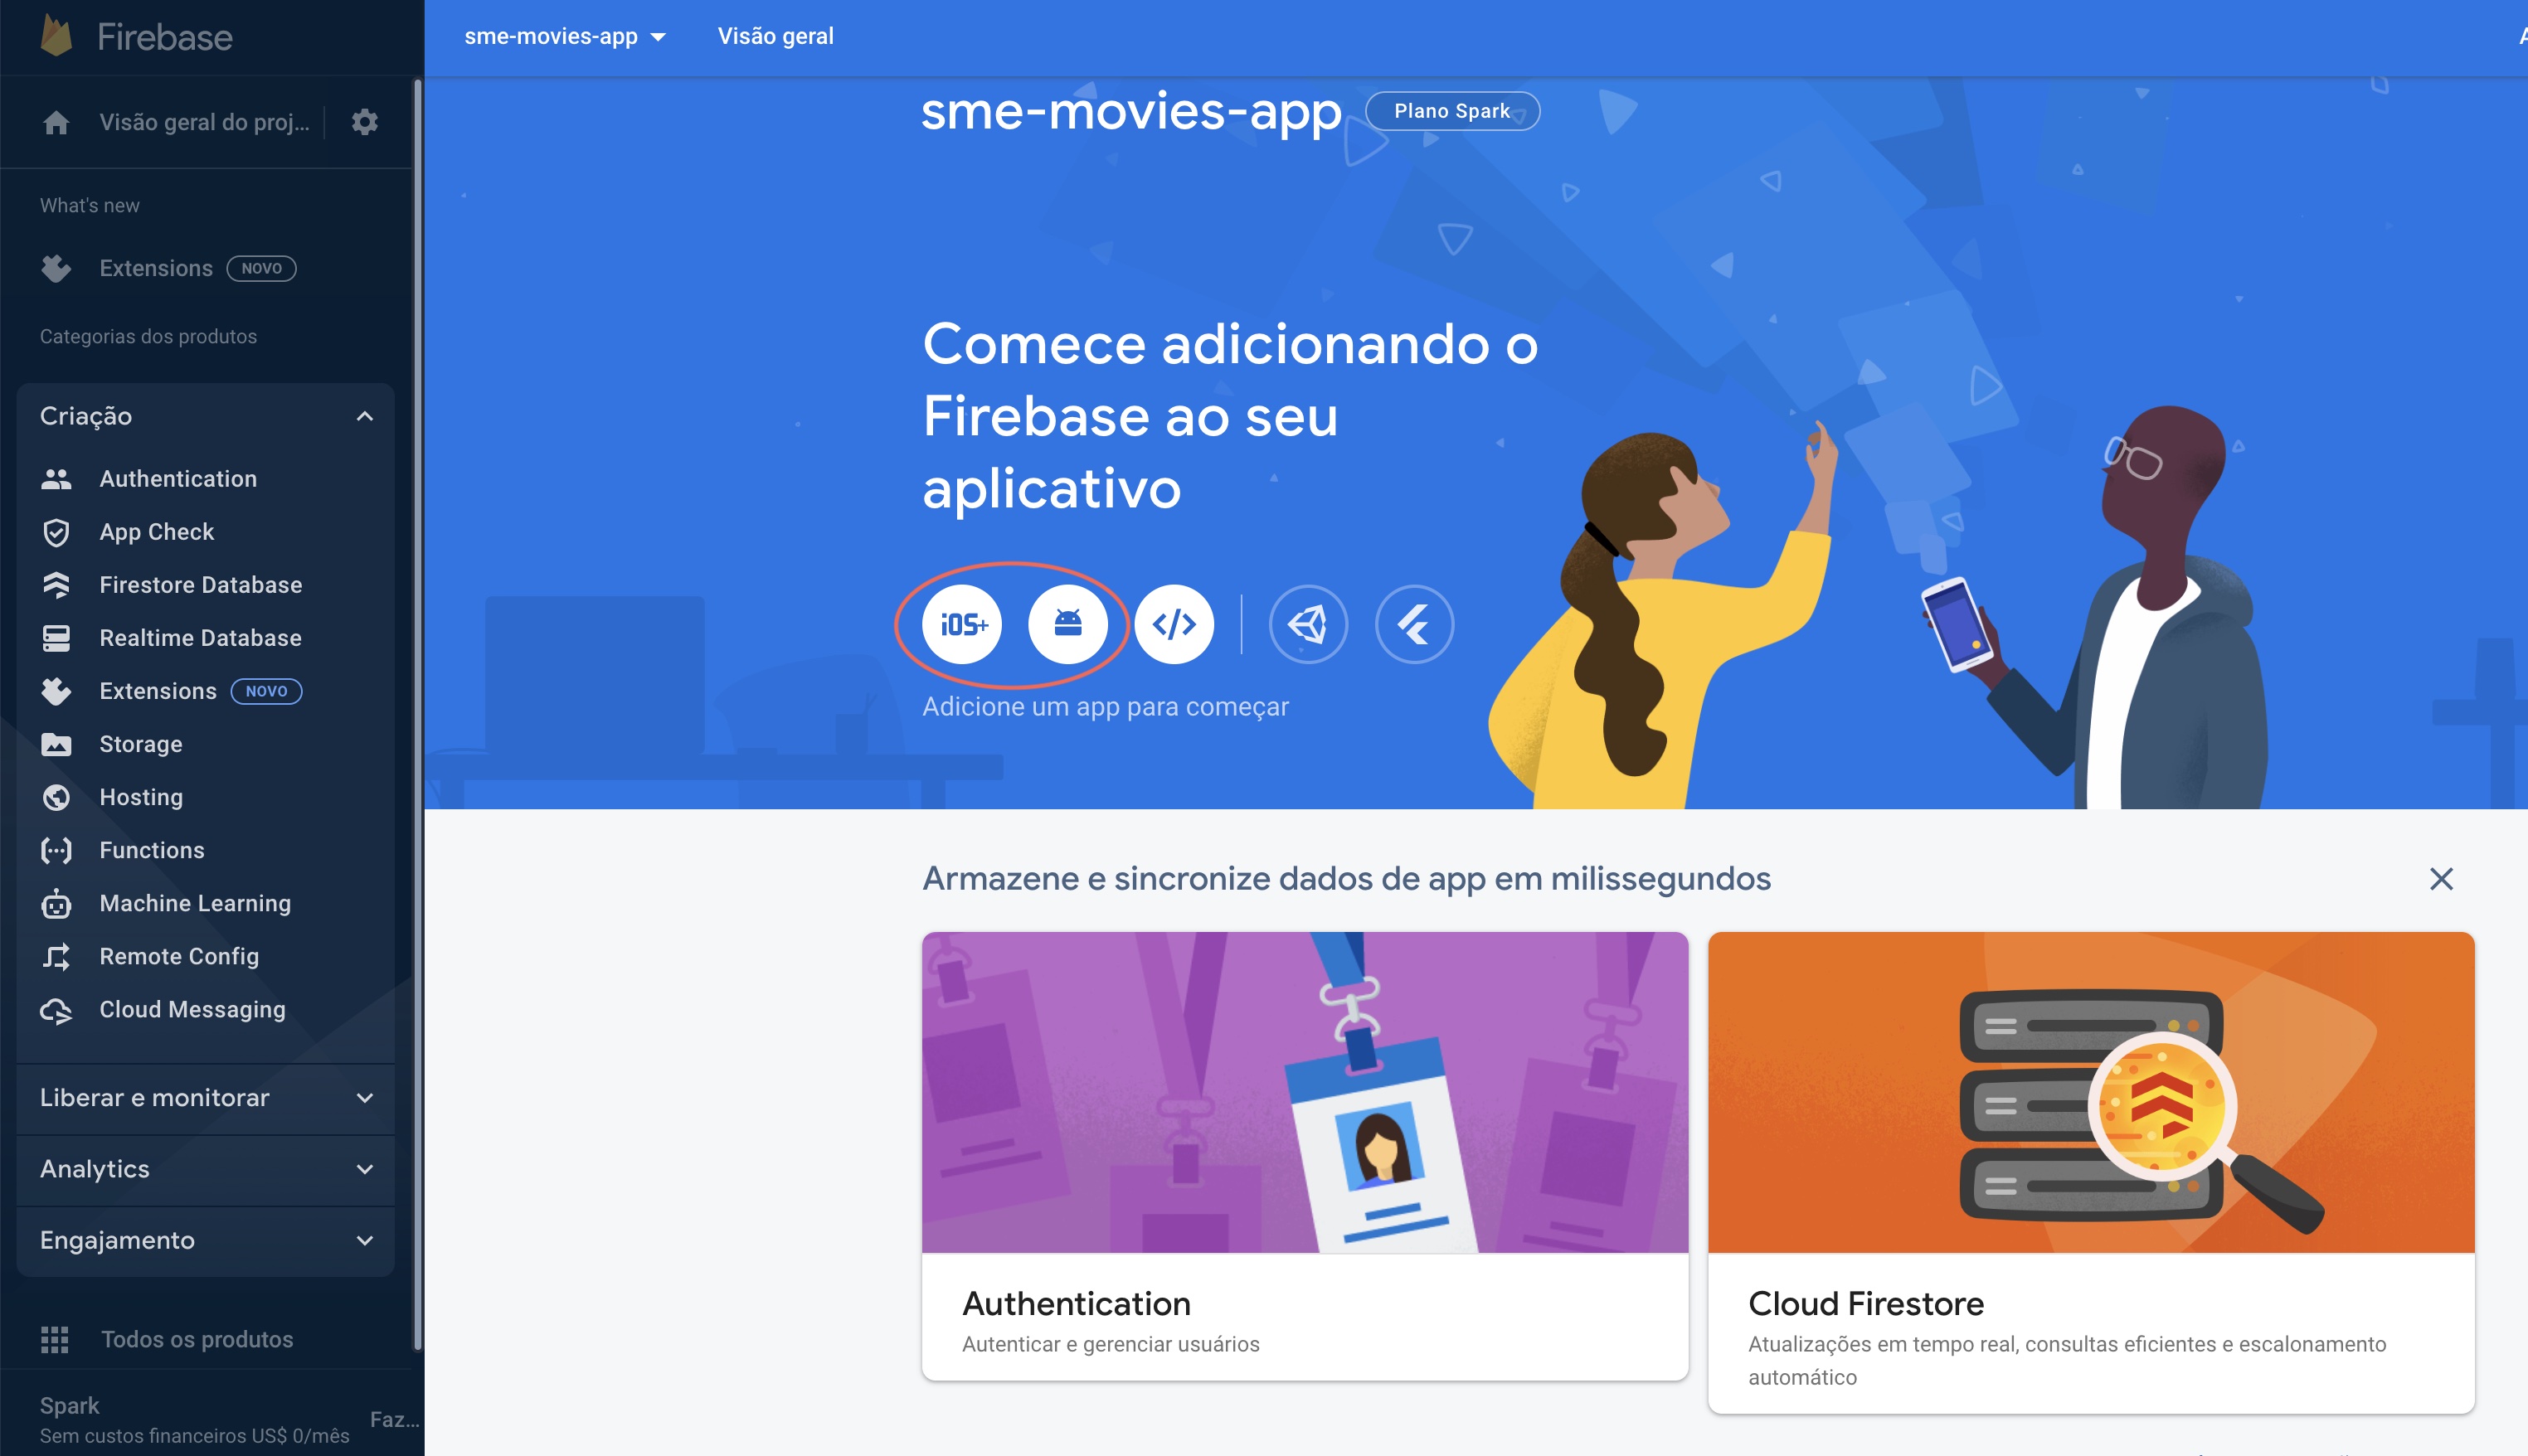 Firebase
sme-movies-app
Visão geral
Visão geral do proj...
What's new
Extensions NOVO
Categorias dos produtos
Criação
Authentication
App Check
Firestore Database
Realtime Database
Extensions NOVO
Storage
Hosting
Functions
Machine Learning
Remote Config
Cloud Messaging
Liberar e monitorar
Analytics
Engajamento
Todos os produtos
Spark
Sem custos financeiros US$ 0/mês
Faz...
sme-movies-app Plano Spark
Comece adicionando o
Firebase ao seu
aplicativo
iOS+
Adicione um app para começar
Armazene e sincronize dados de app em milissegundos
Authentication
Autenticar e gerenciar usuários
Cloud Firestore
Atualizações em tempo real, consultas eficientes e escalonamento
automático